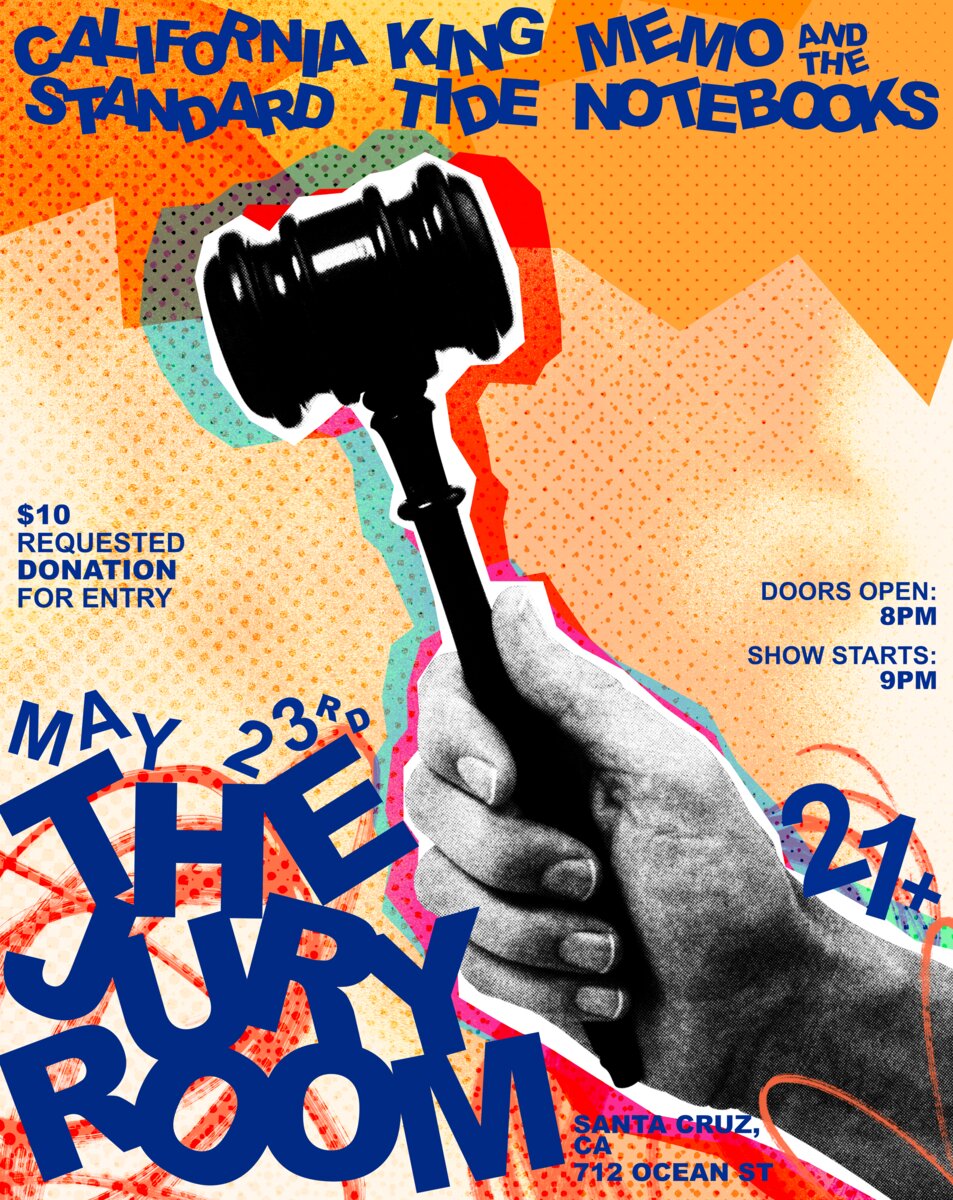 CALIFORNIA STANDARD
KING TIDE
MEMO AND THE NOTEBOOKS
$10
REQUESTED
DONATION
FOR ENTRY
DOORS OPEN:
8PM
SHOW STARTS:
9PM
MAY 23RD
THE
JURY
ROOM
21+
SANTA CRUZ,
CA
712 OCEAN ST